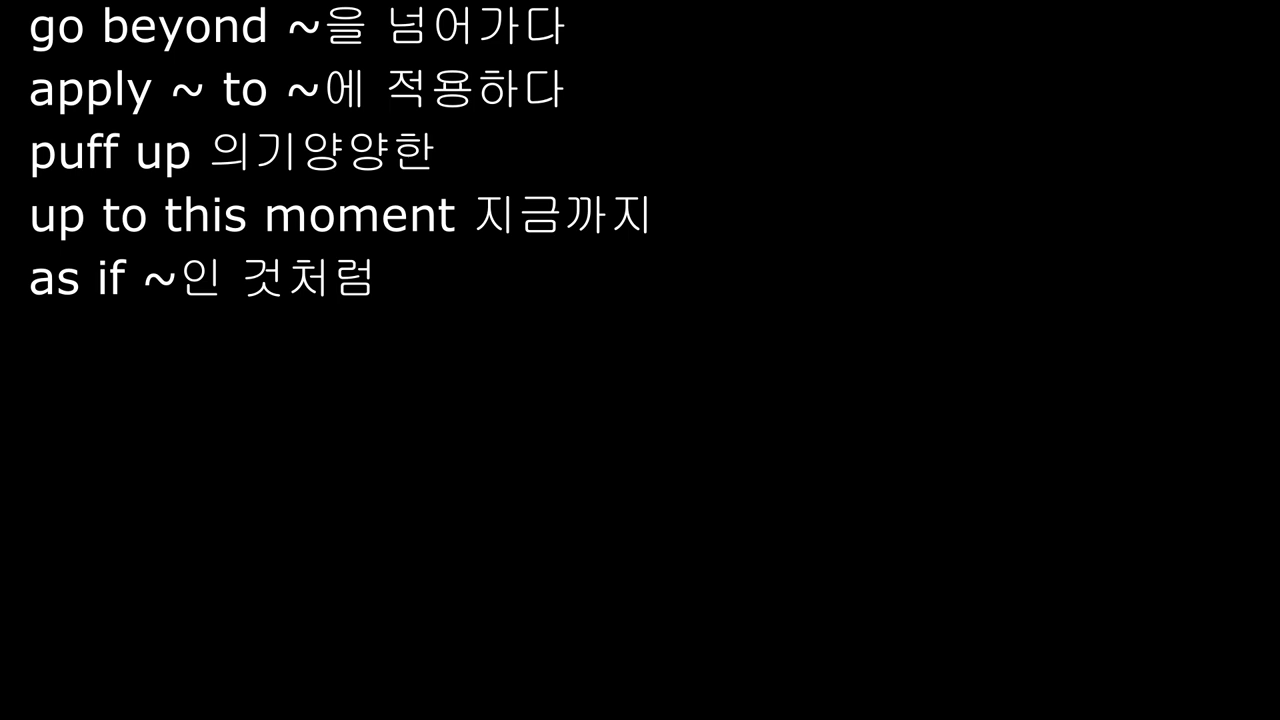 go beyond ~을 넘어가다
apply ~ to ~에 적용하다
puff up 의기양양한
up to this moment 지금까지
as if ~인 것처럼